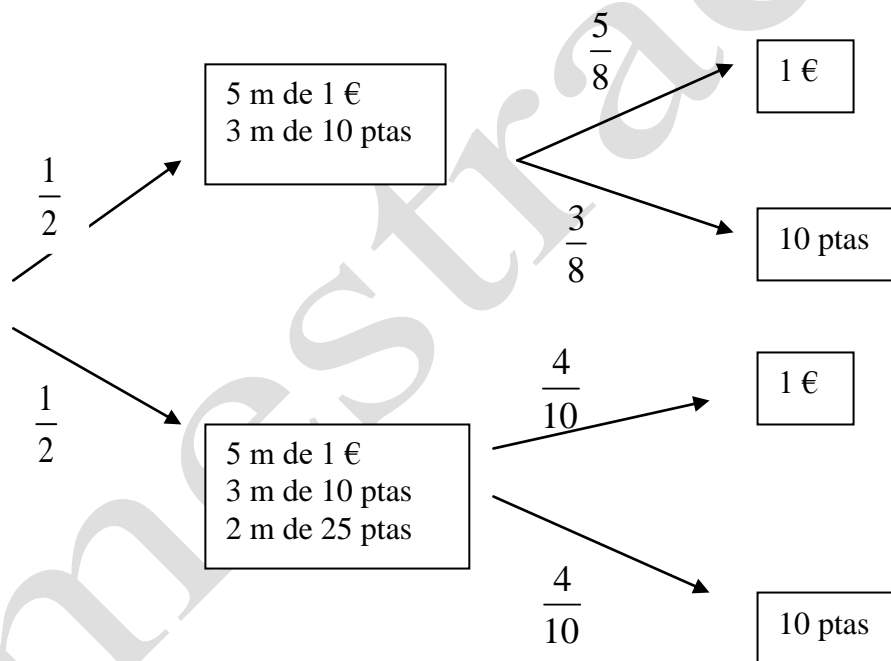 5/8
1 €
5 m de 1 €
3 m de 10 ptas
1/2
3/8
10 ptas
4/10
1 €
1/2
5 m de 1 €
3 m de 10 ptas
2 m de 25 ptas
4/10
10 ptas
mestra